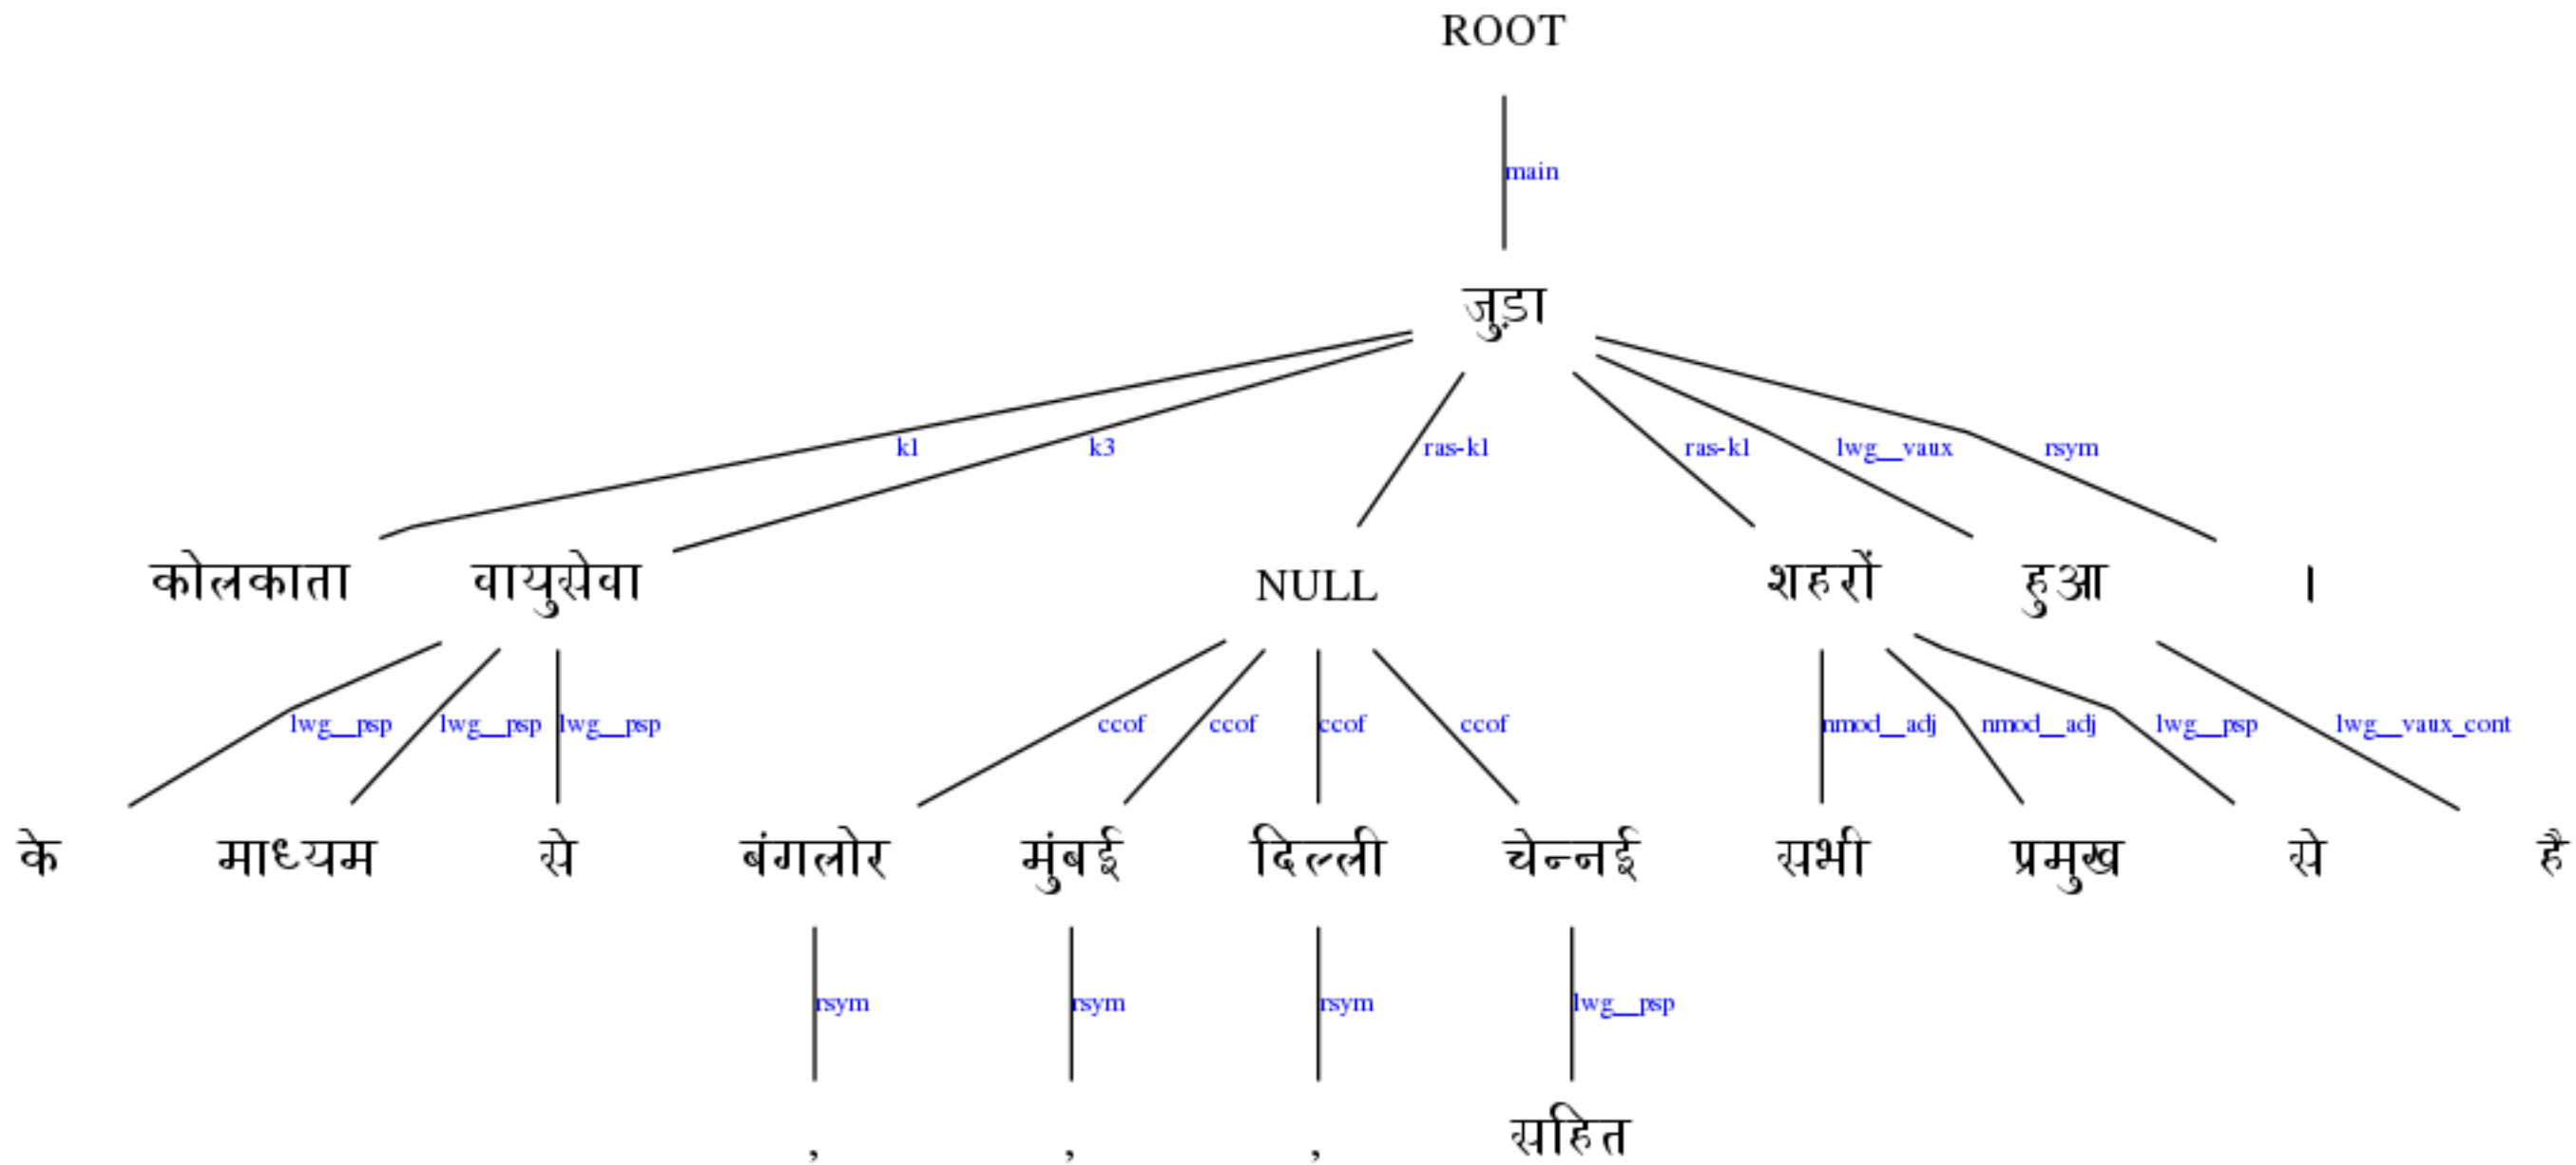 ROOT
main
जुड़ा
k1 k3 ras-k1 ras-k1 lwg__vaux rsym
कोलकाता वायुसेवा NULL शहरों हुआ ।
lwg__psp lwg__psp lwg__psp ccof ccof ccof ccof nmod__adj nmod__adj lwg__psp lwg__vaux_cont
के माध्यम से बंगलोर मुंबई दिल्ली चेन्नई सभी प्रमुख से है
rsym rsym rsym lwg__psp
, , , सहित